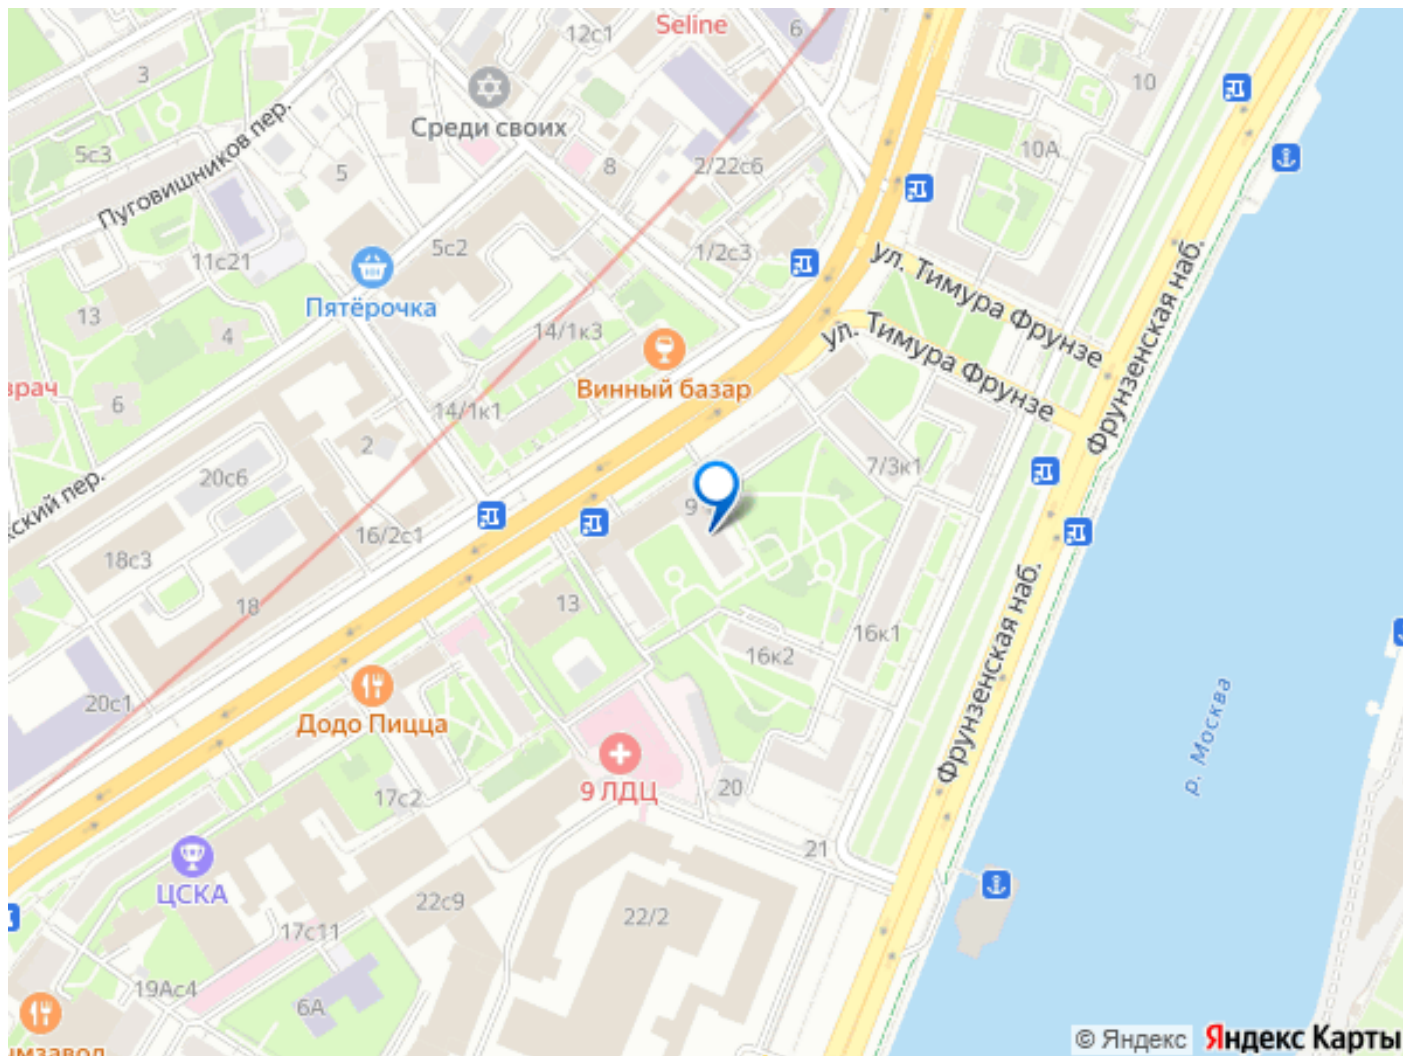 Seline
6
12с1
3
10
Среди своих
Пуговишников пер.
5с3
5
8
2/22с6
10А
11с21
5с2
1/2с3
ул. Тимура Фрунзе
Фрунзенская наб.
Пятёрочка
13
4
14/1к3
ул. Тимура Фрунзе
Винный базар
врач
6
14/1к1
2
7/3к1
20с6
9
ский пер.
16/2с1
18с3
18
13
16к1
16к2
Фрунзенская наб.
р. Москва
20с1
Додо Пицца
9 ЛДЦ
20
17с2
21
ЦСКА
22с9
22/2
17с11
19Ас4
6А
мзавод
© Яндекс Яндекс Карты